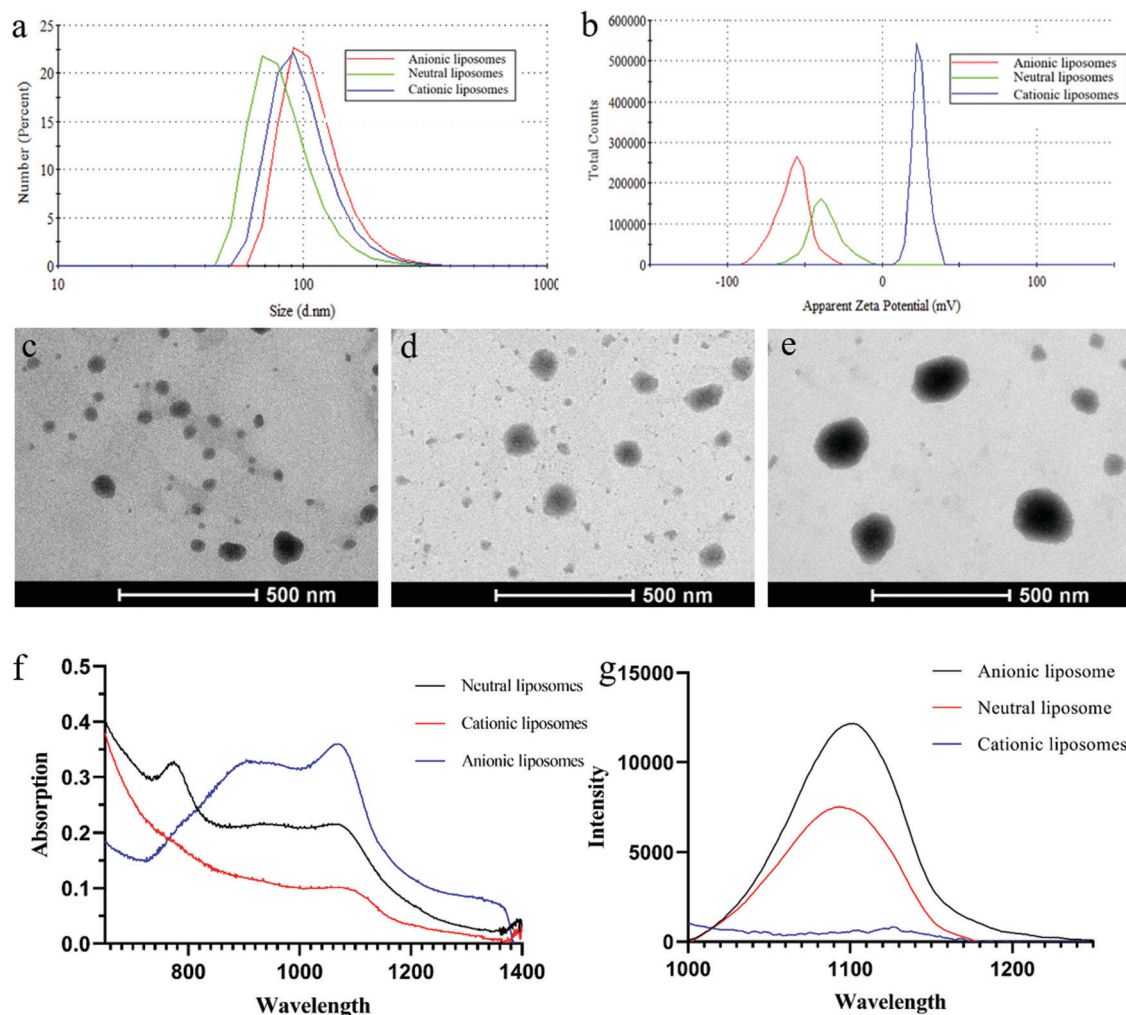 a
25
20
15
10
5
0
Number (Percent)
Anionic liposomes
Neutral liposomes
Cationic liposomes
10
100
1000
Size (d.nm)
b
600000
500000
400000
300000
200000
100000
0
Total Counts
Anionic liposomes
Neutral liposomes
Cationic liposomes
-100
0
100
Apparent Zeta Potential (mV)
c
500 nm
d
500 nm
e
500 nm
f
0.5
0.4
0.3
0.2
0.1
0.0
Absorption
Neutral liposomes
Cationic liposomes
Anionic liposomes
800
1000
1200
1400
Wavelength
g
15000
10000
5000
0
Intensity
Anionic liposome
Neutral liposome
Cationic liposomes
1000
1100
1200
Wavelength